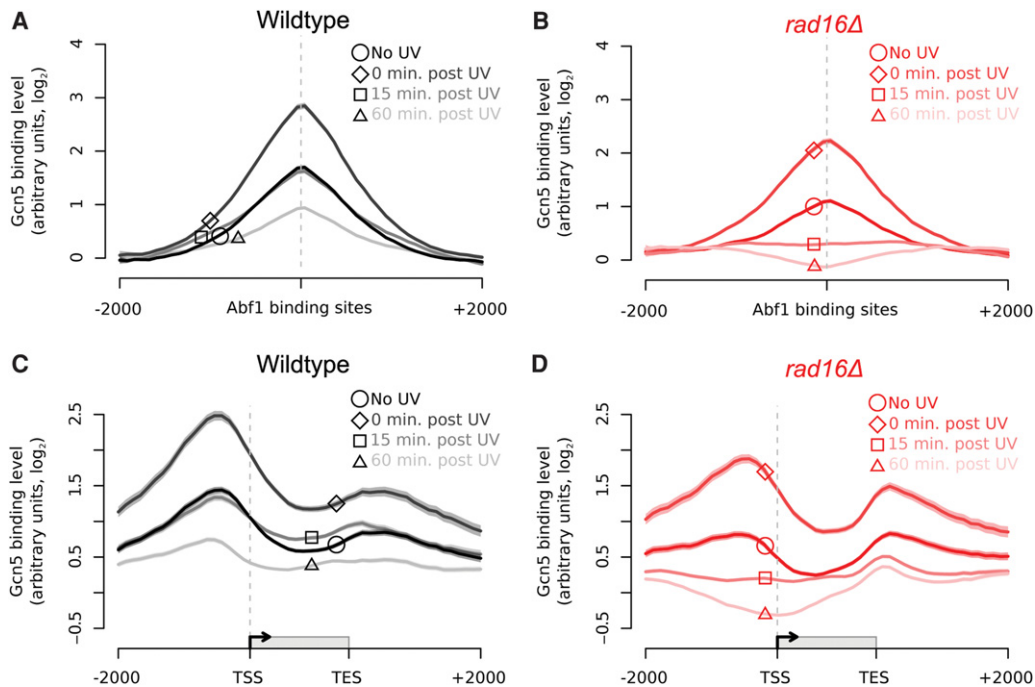 A
Wildtype
Gcn5 binding level
(arbitrary units, log₂)
4
3
2
1
0
No UV
0 min. post UV
15 min. post UV
60 min. post UV
-2000
Abf1 binding sites
+2000
B
rad16Δ
Gcn5 binding level
(arbitrary units, log₂)
4
3
2
1
0
No UV
0 min. post UV
15 min. post UV
60 min. post UV
-2000
Abf1 binding sites
+2000
C
Wildtype
Gcn5 binding level
(arbitrary units, log₂)
2.5
1.5
0.5
−0.5
No UV
0 min. post UV
15 min. post UV
60 min. post UV
-2000
TSS
TES
+2000
D
rad16Δ
Gcn5 binding level
(arbitrary units, log₂)
2.5
1.5
0.5
−0.5
No UV
0 min. post UV
15 min. post UV
60 min. post UV
-2000
TSS
TES
+2000